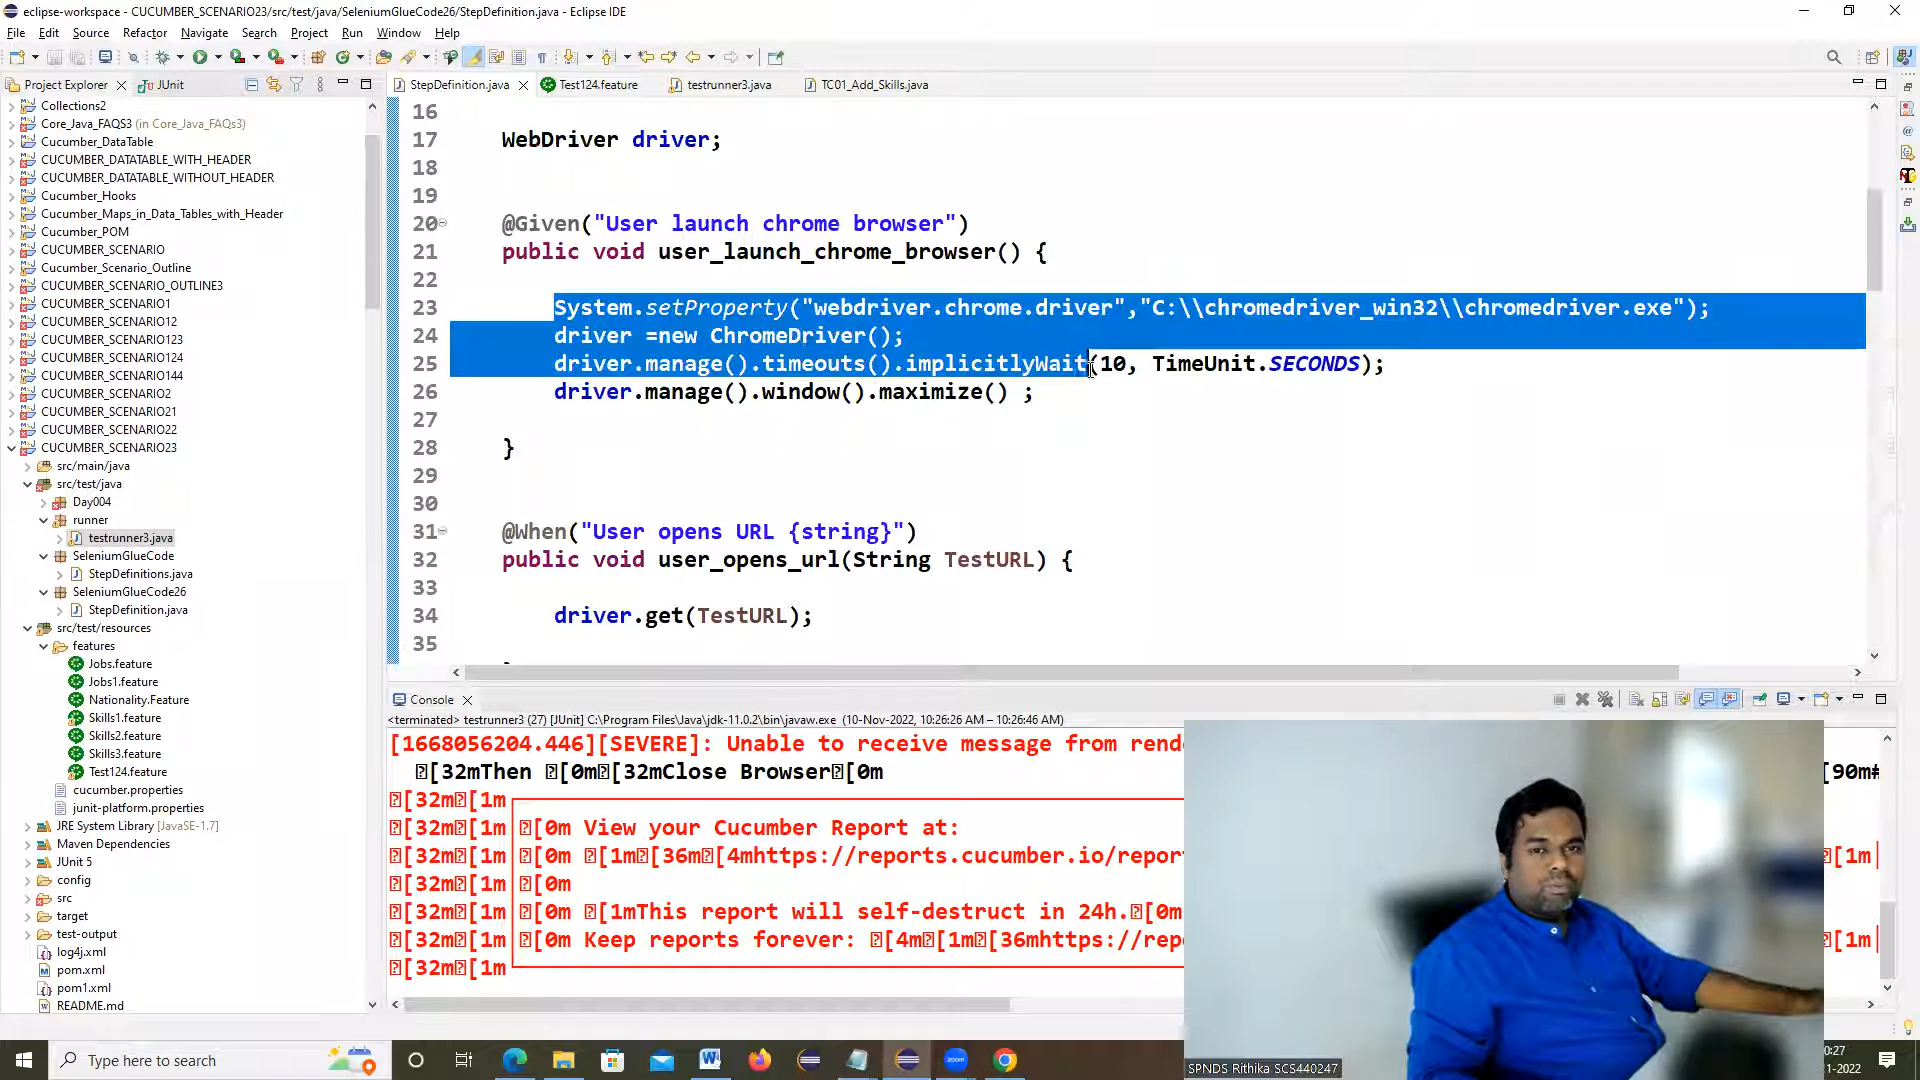 eclipse-workspace - CUCUMBER_SCENARIO23/src/test/java/SeleniumGlueCode26/StepDefinition.java - Eclipse IDE
File Edit Source Refactor Navigate Search Project Run Window Help
Project Explorer JUnit
StepDefinition.java Test124.feature testrunner3.java TC01_Add_Skills.java
Collections2
Core_Java_FAQS3 (in Core_Java_FAQs3)
Cucumber_DataTable
CUCUMBER_DATATABLE_WITH_HEADER
CUCUMBER_DATATABLE_WITHOUT_HEADER
Cucumber_Hooks
Cucumber_Maps_in_Data_Tables_with_Header
Cucumber_POM
CUCUMBER_SCENARIO
Cucumber_Scenario_Outline
CUCUMBER_SCENARIO_OUTLINE3
CUCUMBER_SCENARIO1
CUCUMBER_SCENARIO12
CUCUMBER_SCENARIO123
CUCUMBER_SCENARIO124
CUCUMBER_SCENARIO144
CUCUMBER_SCENARIO2
CUCUMBER_SCENARIO21
CUCUMBER_SCENARIO22
CUCUMBER_SCENARIO23
src/main/java
src/test/java
Day004
runner
testrunner3.java
SeleniumGlueCode
StepDefinitions.java
SeleniumGlueCode26
StepDefinition.java
src/test/resources
features
Jobs.feature
Jobs1.feature
Nationality.Feature
Skills1.feature
Skills2.feature
Skills3.feature
Test124.feature
cucumber.properties
junit-platform.properties
JRE System Library [JavaSE-1.7]
Maven Dependencies
JUnit 5
config
src
target
test-output
log4j.xml
pom.xml
pom1.xml
README.md
16
17 WebDriver driver;
18
19
20 @Given("User launch chrome browser")
21 public void user_launch_chrome_browser() {
22
23 System.setProperty("webdriver.chrome.driver","C:\\chromedriver_win32\\chromedriver.exe");
24 driver =new ChromeDriver();
25 driver.manage().timeouts().implicitlyWait(10, TimeUnit.SECONDS);
26 driver.manage().window().maximize() ;
27
28 }
29
30
31 @When("User opens URL {string}")
32 public void user_opens_url(String TestURL) {
33
34 driver.get(TestURL);
35
Console
<terminated> testrunner3 (27) [JUnit] C:\Program Files\Java\jdk-11.0.2\bin\javaw.exe (10-Nov-2022, 10:26:26 AM – 10:26:46 AM)
[1668056204.446][SEVERE]: Unable to receive message from rend
[32mThen [0m[32mClose Browser[0m [90m#
[32m[1m
[32m[1m [0m View your Cucumber Report at:
[32m[1m [0m [1m[36m[4mhttps://reports.cucumber.io/repor [1m
[32m[1m [0m
[32m[1m [0m [1mThis report will self-destruct in 24h.[0m
[32m[1m [0m Keep reports forever: [4m[1m[36mhttps://rep [1m
[32m[1m
SPNDS Rithika SCS440247
Type here to search
0:27
1-2022